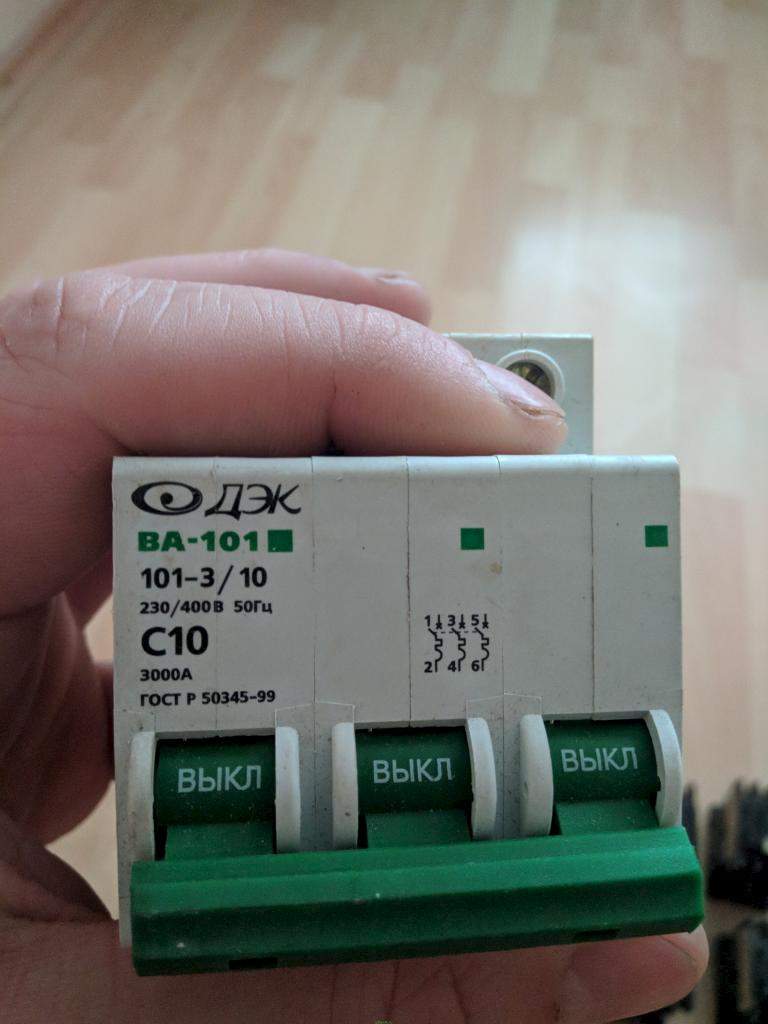 ДЭК
ВА-101
101-3/10
230/400В 50Гц
С10
3000А
ГОСТ Р 50345-99
1 3 5
2 4 6
ВЫКЛ ВЫКЛ ВЫКЛ